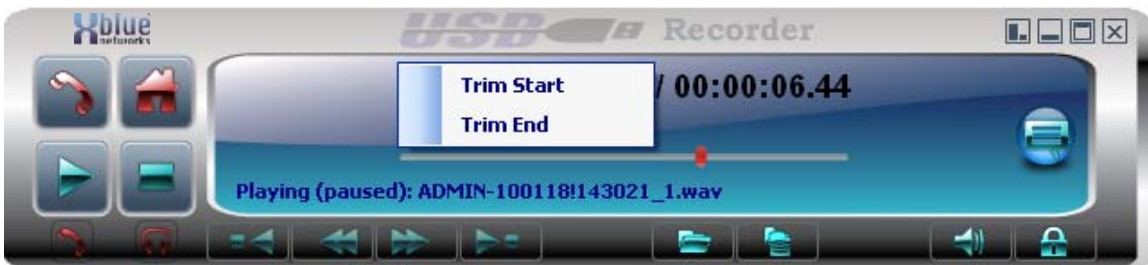 Xblue
networks
USB Recorder
Trim Start
/ 00:00:06.44
Trim End
Playing (paused): ADMIN-100118!143021_1.wav